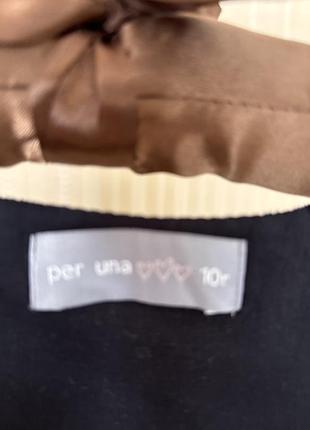 per una ♡♡♡ 10r